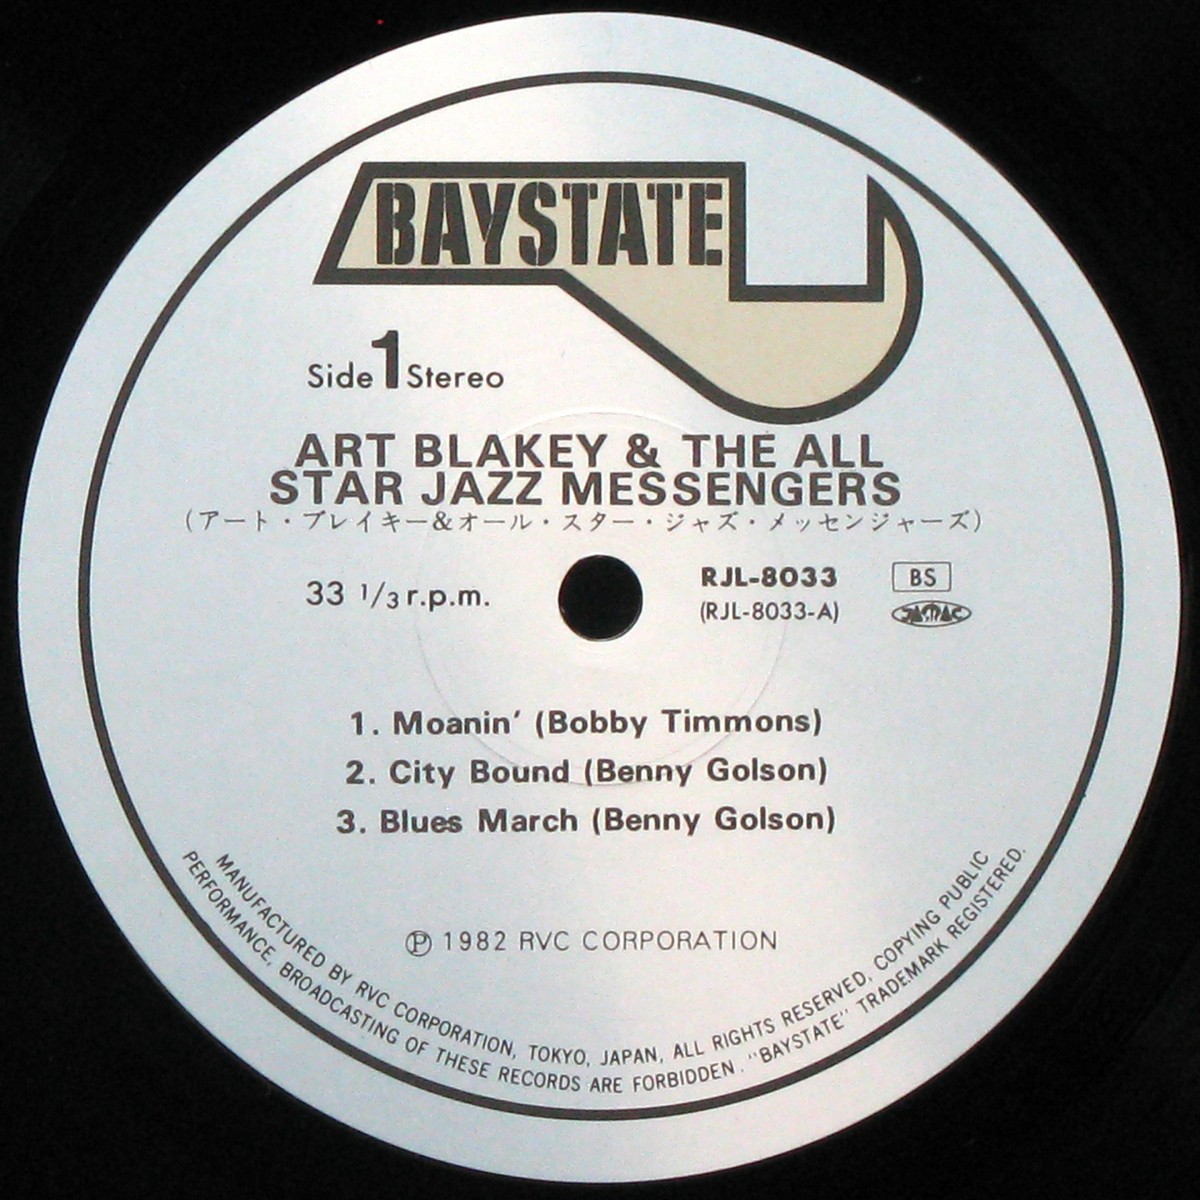 BAYSTATE
Side 1 Stereo
ART BLAKEY & THE ALL
STAR JAZZ MESSENGERS
(アート・ブレイキー&オール・スター・ジャズ・メッセンジャーズ)
33 1/3 r.p.m.
RJL-8033
(RJL-8033-A)
BS
JASRAC
1. Moanin' (Bobby Timmons)
2. City Bound (Benny Golson)
3. Blues March (Benny Golson)
Ⓟ 1982 RVC CORPORATION
MANUFACTURED BY RVC CORPORATION, TOKYO, JAPAN, ALL RIGHTS RESERVED, COPYING PUBLIC
PERFORMANCE, BROADCASTING OF THESE RECORDS ARE FORBIDDEN. "BAYSTATE" TRADEMARK REGISTERED.